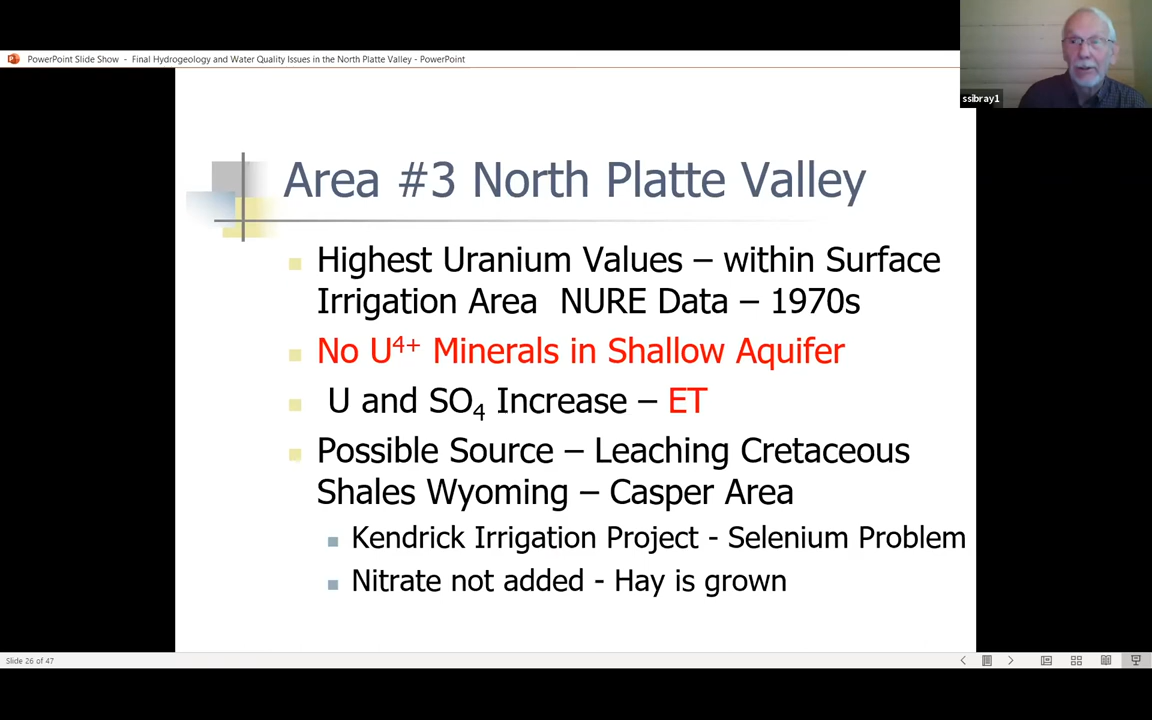 PowerPoint Slide Show - Final Hydrogeology and Water Quality Issues in the North Platte Valley - PowerPoint
ssibray1
Area #3 North Platte Valley
Highest Uranium Values – within Surface
Irrigation Area NURE Data – 1970s
No U⁴⁺ Minerals in Shallow Aquifer
U and SO₄ Increase – ET
Possible Source – Leaching Cretaceous
Shales Wyoming – Casper Area
Kendrick Irrigation Project - Selenium Problem
Nitrate not added - Hay is grown
Slide 26 of 47